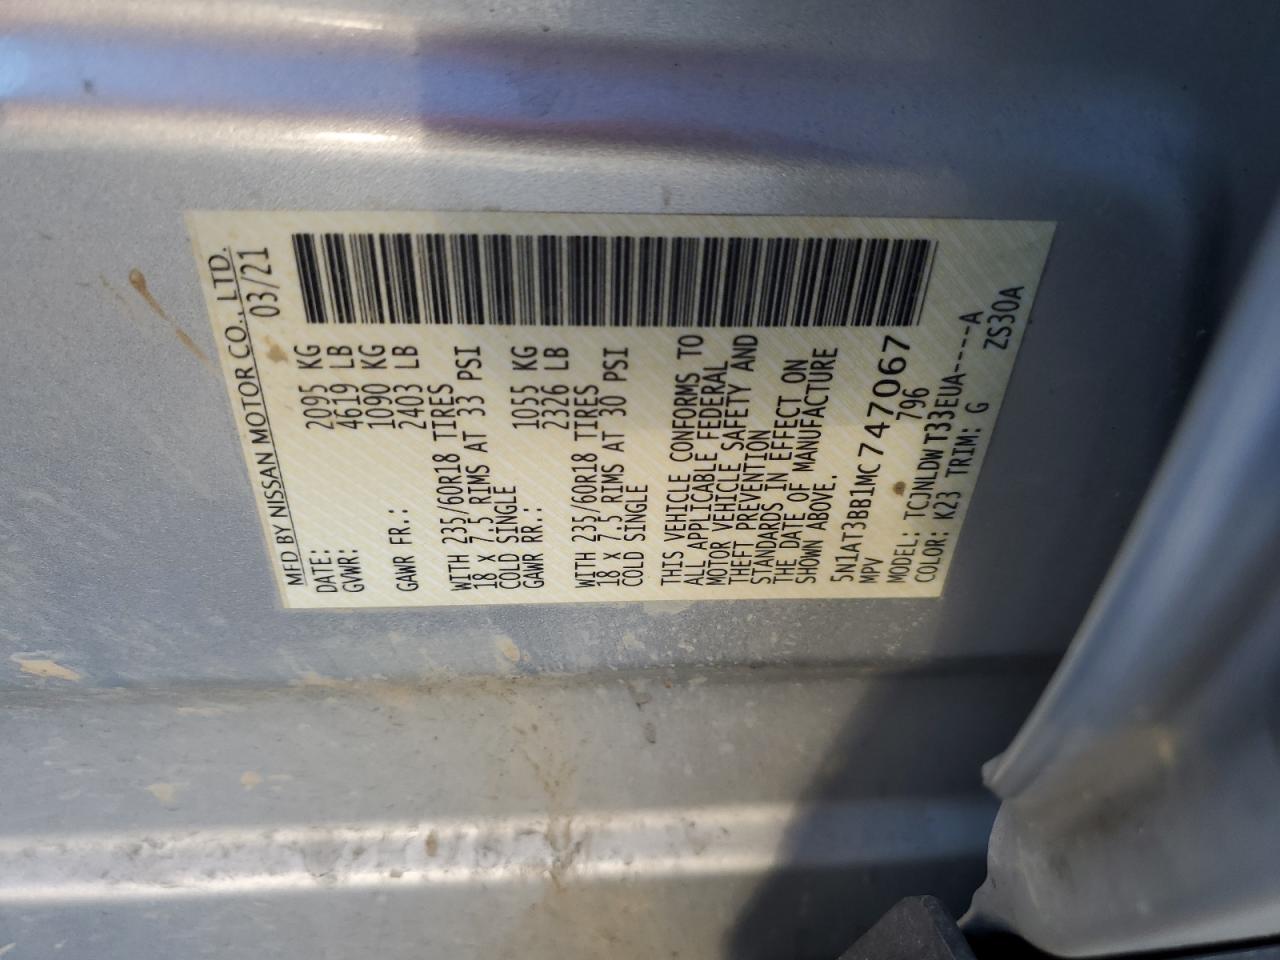 MFD BY NISSAN MOTOR CO., LTD.
DATE: 03/21
GVWR: 2095 KG
4619 LB
GAWR FR.: 1090 KG
2403 LB
WITH 235/60R18 TIRES
18 X 7.5 RIMS AT 33 PSI
COLD SINGLE
GAWR RR.: 1055 KG
2326 LB
WITH 235/60R18 TIRES
18 X 7.5 RIMS AT 30 PSI
COLD SINGLE
THIS VEHICLE CONFORMS TO
ALL APPLICABLE FEDERAL
MOTOR VEHICLE SAFETY AND
THEFT PREVENTION
STANDARDS IN EFFECT ON
THE DATE OF MANUFACTURE
SHOWN ABOVE.
5N1AT3BB1MC747067
MPV 796
MODEL: TCJNLDWT33EUA----A
COLOR: K23 TRIM: G ZS30A